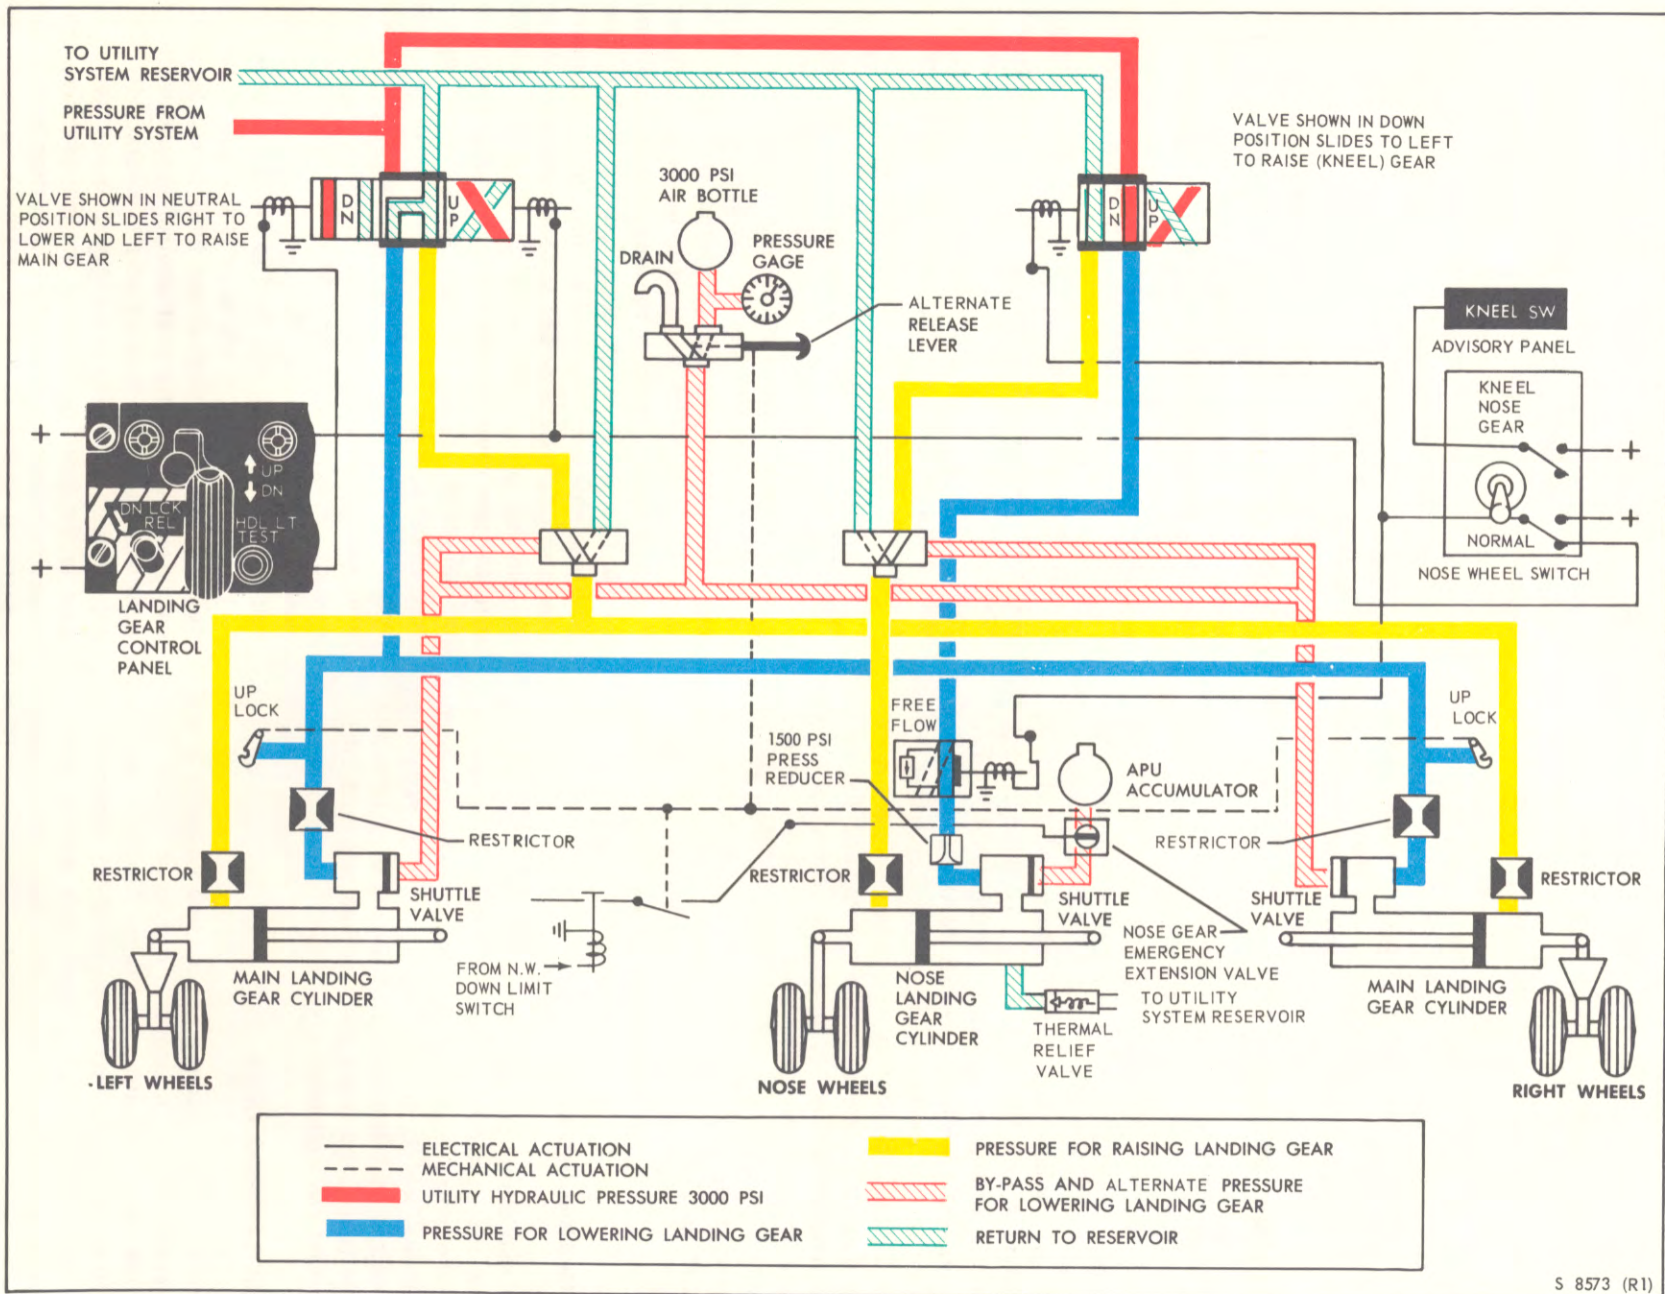 TO UTILITY
SYSTEM RESERVOIR
PRESSURE FROM
UTILITY SYSTEM
VALVE SHOWN IN NEUTRAL
POSITION SLIDES RIGHT TO
LOWER AND LEFT TO RAISE
MAIN GEAR
DN
UP
3000 PSI
AIR BOTTLE
DRAIN
PRESSURE
GAGE
ALTERNATE
RELEASE
LEVER
VALVE SHOWN IN DOWN
POSITION SLIDES TO LEFT
TO RAISE (KNEEL) GEAR
DN
UP
KNEEL SW
ADVISORY PANEL
KNEEL
NOSE
GEAR
NORMAL
NOSE WHEEL SWITCH
+
+
+
+
UP
DN
DN LCK
REL
HDL LT
TEST
LANDING
GEAR
CONTROL
PANEL
UP
LOCK
FREE
FLOW
1500 PSI
PRESS
REDUCER
APU
ACCUMULATOR
UP
LOCK
RESTRICTOR
RESTRICTOR
RESTRICTOR
RESTRICTOR
RESTRICTOR
SHUTTLE
VALVE
SHUTTLE
VALVE
SHUTTLE
VALVE
NOSE GEAR
EMERGENCY
EXTENSION VALVE
FROM N.W.
DOWN LIMIT
SWITCH
MAIN LANDING
GEAR CYLINDER
NOSE
LANDING
GEAR
CYLINDER
TO UTILITY
SYSTEM RESERVOIR
THERMAL
RELIEF
VALVE
MAIN LANDING
GEAR CYLINDER
LEFT WHEELS
NOSE WHEELS
RIGHT WHEELS
ELECTRICAL ACTUATION
MECHANICAL ACTUATION
UTILITY HYDRAULIC PRESSURE 3000 PSI
PRESSURE FOR LOWERING LANDING GEAR
PRESSURE FOR RAISING LANDING GEAR
BY-PASS AND ALTERNATE PRESSURE
FOR LOWERING LANDING GEAR
RETURN TO RESERVOIR
S 8573 (R1)